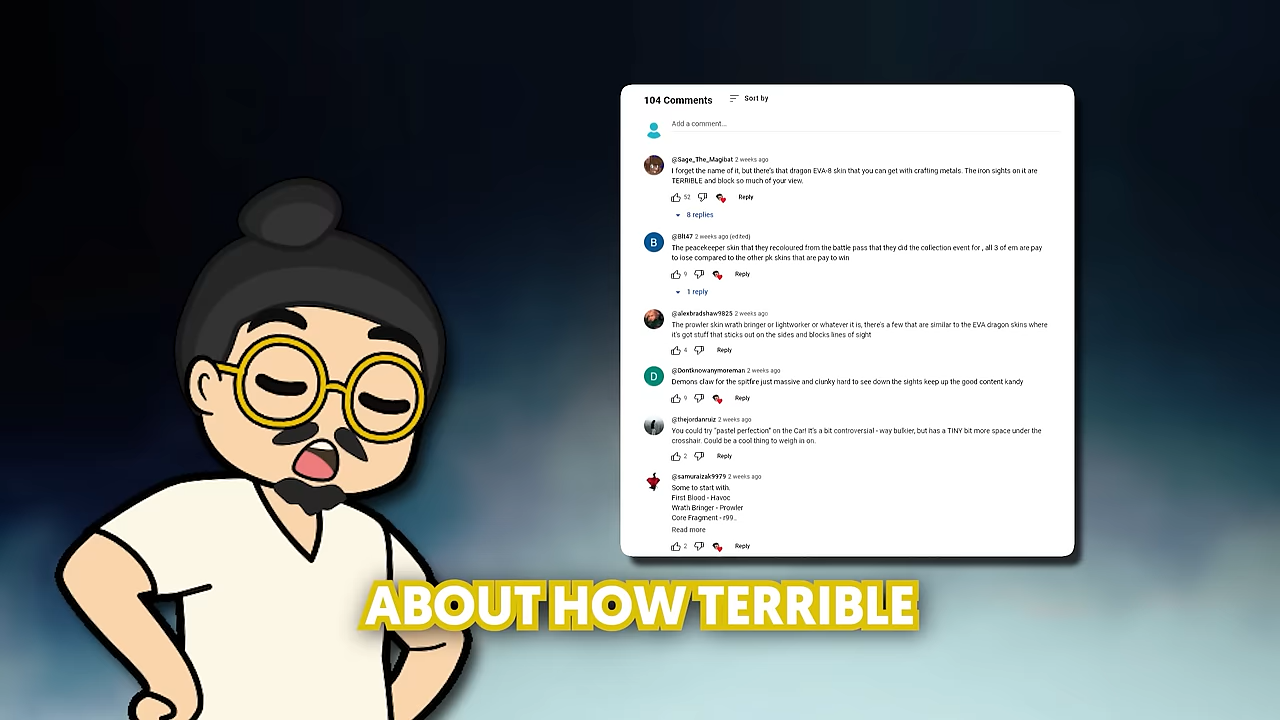 104 Comments
Sort by
Add a comment...
@Sage_The_Magibat 2 weeks ago
I forget the name of it, but there's that dragon EVA-8 skin that you can get with crafting metals. The iron sights on it are
TERRIBLE and block so much of your view.
52 Reply
8 replies
B
@Blt47 2 weeks ago (edited)
The peacekeeper skin that they recoloured from the battle pass that they did the collection event for , all 3 of em are pay
to lose compared to the other pk skins that are pay to win
9 Reply
1 reply
@alexbradshaw9825 2 weeks ago
The prowler skin wrath bringer or lightworker or whatever it is, there's a few that are similar to the EVA dragon skins where
it's got stuff that sticks out on the sides and blocks lines of sight
4 Reply
D
@Dontknowanymoreman 2 weeks ago
Demons claw for the spitfire just massive and clunky hard to see down the sights keep up the good content kandy
9 Reply
@thejordanruiz 2 weeks ago
You could try "pastel perfection" on the Car! It's a bit controversial - way bulkier, but has a TINY bit more space under the
crosshair. Could be a cool thing to weigh in on.
2 Reply
@samuraizak9979 2 weeks ago
Some to start with.
First Blood - Havoc
Wrath Bringer - Prowler
Core Fragment - r99..
Read more
2 Reply
ABOUT HOW TERRIBLE